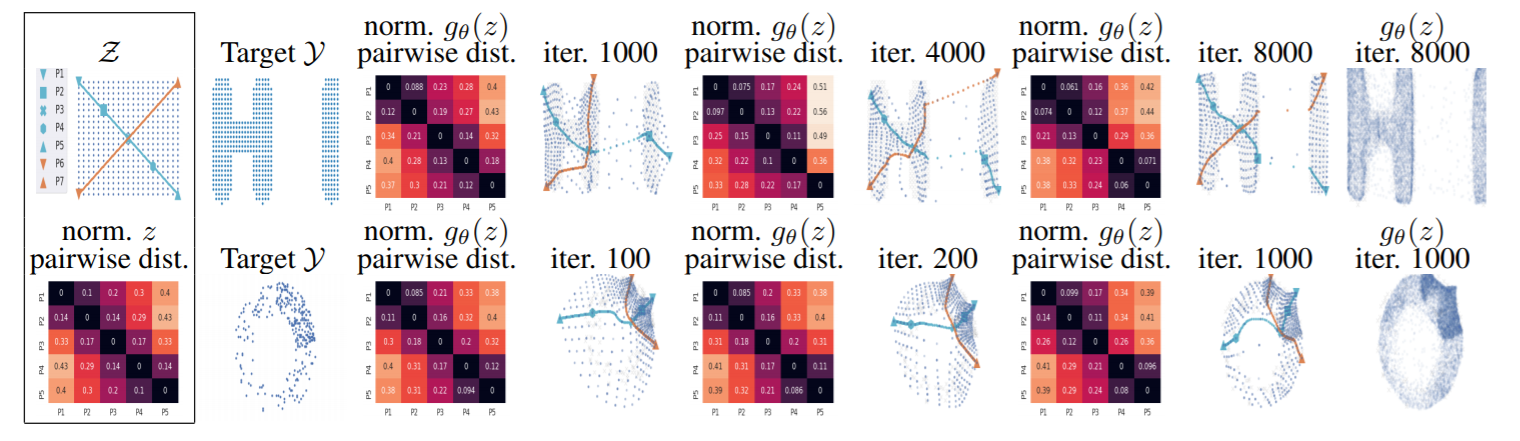 𝒵
P1
P2
P3
P4
P5
P6
P7
Target 𝒴
norm. g_θ(z)
pairwise dist.
P1 0 0.088 0.23 0.28 0.4
P2 0.12 0 0.19 0.27 0.43
P3 0.34 0.21 0 0.14 0.32
P4 0.4 0.28 0.13 0 0.18
P5 0.37 0.3 0.21 0.12 0
P1 P2 P3 P4 P5
iter. 1000
norm. g_θ(z)
pairwise dist.
P1 0 0.075 0.17 0.24 0.51
P2 0.097 0 0.13 0.22 0.56
P3 0.25 0.15 0 0.11 0.49
P4 0.32 0.22 0.1 0 0.36
P5 0.33 0.28 0.22 0.17 0
P1 P2 P3 P4 P5
iter. 4000
norm. g_θ(z)
pairwise dist.
P1 0 0.061 0.16 0.36 0.42
P2 0.074 0 0.12 0.37 0.44
P3 0.21 0.13 0 0.29 0.36
P4 0.38 0.32 0.23 0 0.071
P5 0.38 0.33 0.24 0.06 0
P1 P2 P3 P4 P5
iter. 8000
g_θ(z)
iter. 8000
norm. z
pairwise dist.
P1 0 0.1 0.2 0.3 0.4
P2 0.14 0 0.14 0.29 0.43
P3 0.33 0.17 0 0.17 0.33
P4 0.43 0.29 0.14 0 0.14
P5 0.4 0.3 0.2 0.1 0
P1 P2 P3 P4 P5
Target 𝒴
norm. g_θ(z)
pairwise dist.
P1 0 0.085 0.21 0.33 0.38
P2 0.11 0 0.16 0.32 0.4
P3 0.3 0.18 0 0.2 0.32
P4 0.4 0.31 0.17 0 0.12
P5 0.38 0.31 0.22 0.094 0
P1 P2 P3 P4 P5
iter. 100
norm. g_θ(z)
pairwise dist.
P1 0 0.085 0.2 0.33 0.38
P2 0.11 0 0.16 0.33 0.4
P3 0.31 0.18 0 0.2 0.31
P4 0.41 0.31 0.17 0 0.11
P5 0.39 0.32 0.21 0.086 0
P1 P2 P3 P4 P5
iter. 200
norm. g_θ(z)
pairwise dist.
P1 0 0.099 0.17 0.34 0.39
P2 0.14 0 0.11 0.34 0.41
P3 0.26 0.12 0 0.26 0.36
P4 0.41 0.29 0.21 0 0.096
P5 0.39 0.29 0.24 0.08 0
P1 P2 P3 P4 P5
iter. 1000
g_θ(z)
iter. 1000